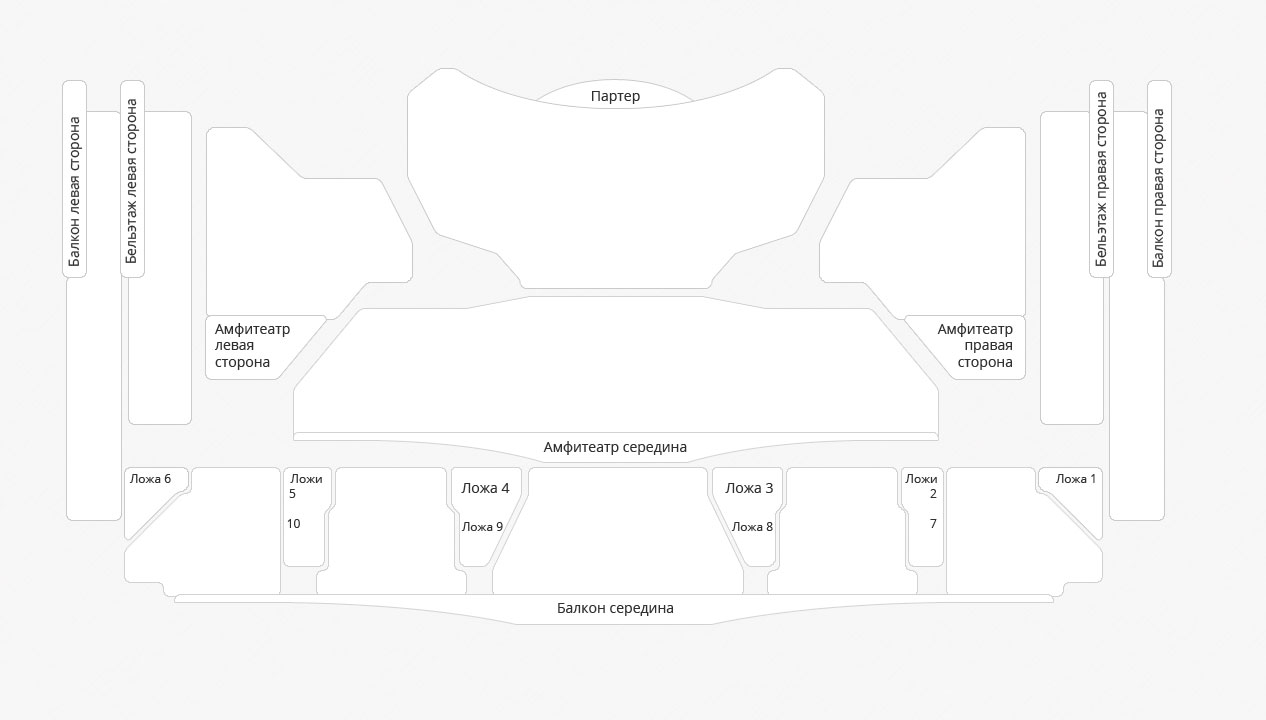 Партер
Балкон левая сторона
Бельэтаж левая сторона
Бельэтаж правая сторона
Балкон правая сторона
Амфитеатр
левая
сторона
Амфитеатр
правая
сторона
Амфитеатр середина
Ложа 6
Ложи
5
10
Ложа 4
Ложа 9
Ложа 3
Ложа 8
Ложи
2
7
Ложа 1
Балкон середина